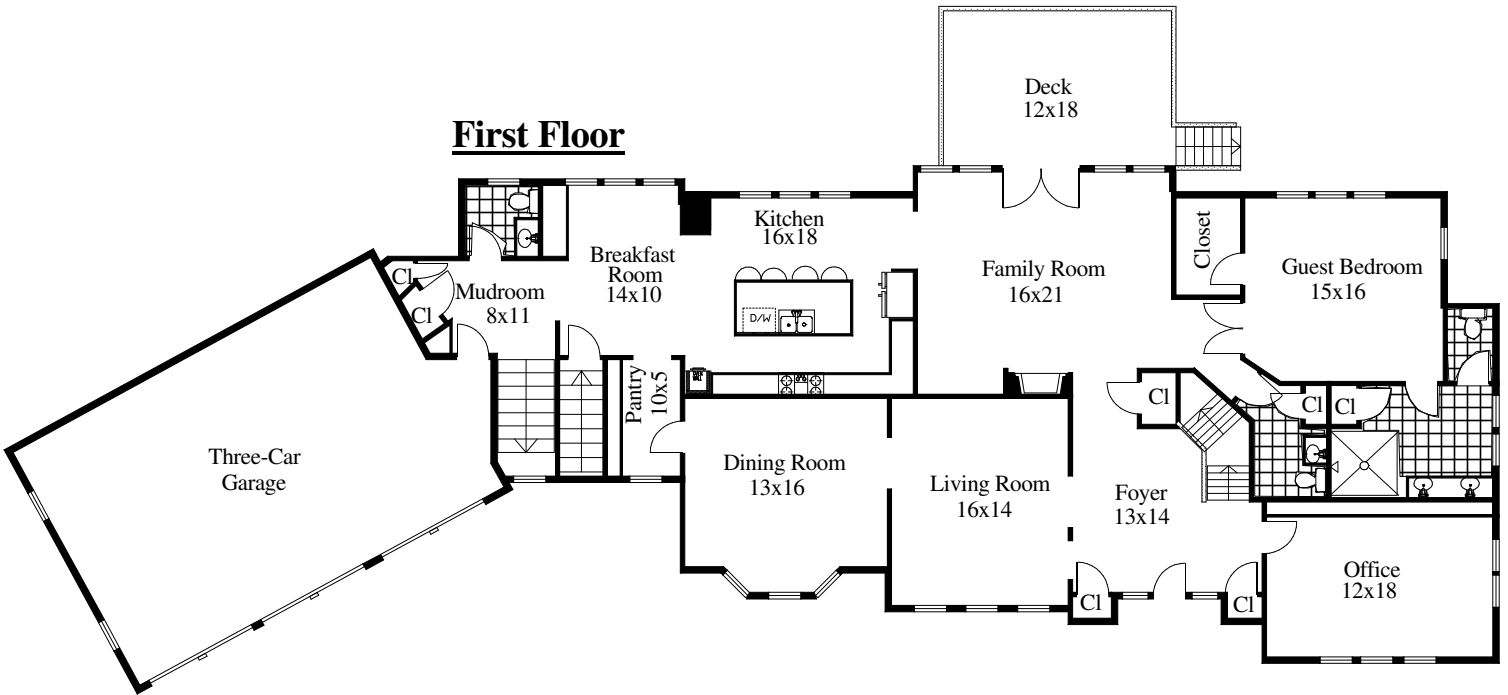 Deck
12x18
First Floor
Kitchen
16x18
Closet
Breakfast
Room
14x10
Family Room
16x21
Guest Bedroom
15x16
Cl
Mudroom
8x11
Cl
D/W
Pantry
10x5
Cl
Cl
Cl
Three-Car
Garage
Dining Room
13x16
Living Room
16x14
Foyer
13x14
Office
12x18
Cl
Cl